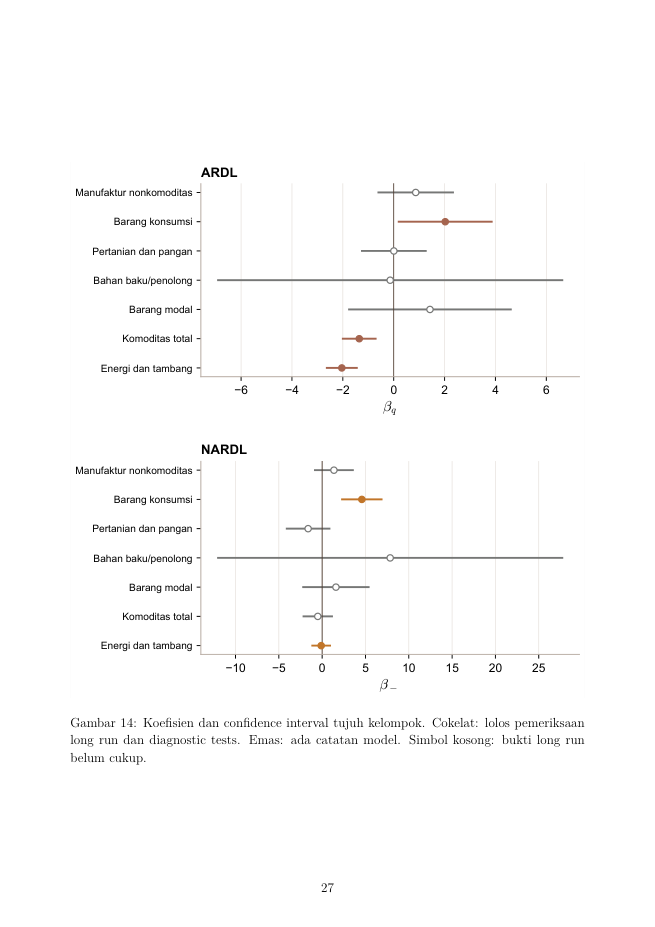 ARDL
Manufaktur nonkomoditas
Barang konsumsi
Pertanian dan pangan
Bahan baku/penolong
Barang modal
Komoditas total
Energi dan tambang
−6 −4 −2 0 2 4 6
βq
NARDL
Manufaktur nonkomoditas
Barang konsumsi
Pertanian dan pangan
Bahan baku/penolong
Barang modal
Komoditas total
Energi dan tambang
−10 −5 0 5 10 15 20 25
β−
Gambar 14: Koefisien dan confidence interval tujuh kelompok. Cokelat: lolos pemeriksaan
long run dan diagnostic tests. Emas: ada catatan model. Simbol kosong: bukti long run
belum cukup.
27